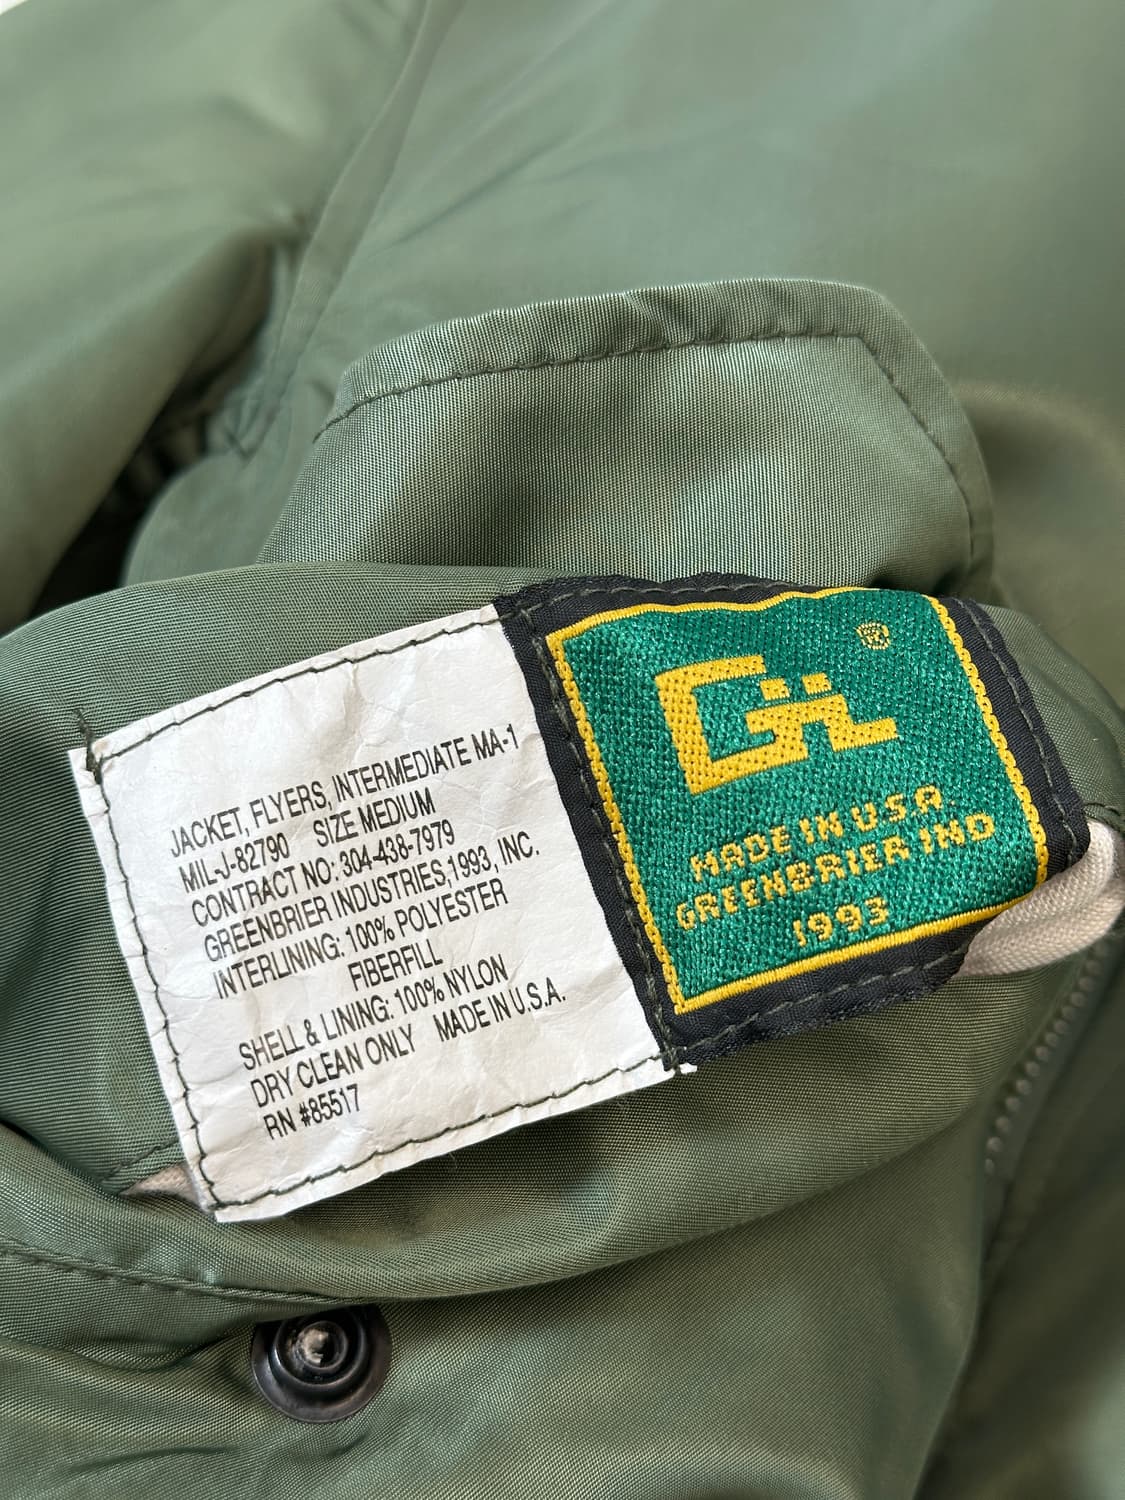 JACKET, FLYERS, INTERMEDIATE MA-1
MIL-J-82790 SIZE MEDIUM
CONTRACT NO: 304-438-7979
GREENBRIER INDUSTRIES,1993, INC.
INTERLINING: 100% POLYESTER
FIBERFILL
SHELL & LINING: 100% NYLON
DRY CLEAN ONLY MADE IN U.S.A.
RN #85517
®
MADE IN U.S.A.
GREENBRIER IND
1993